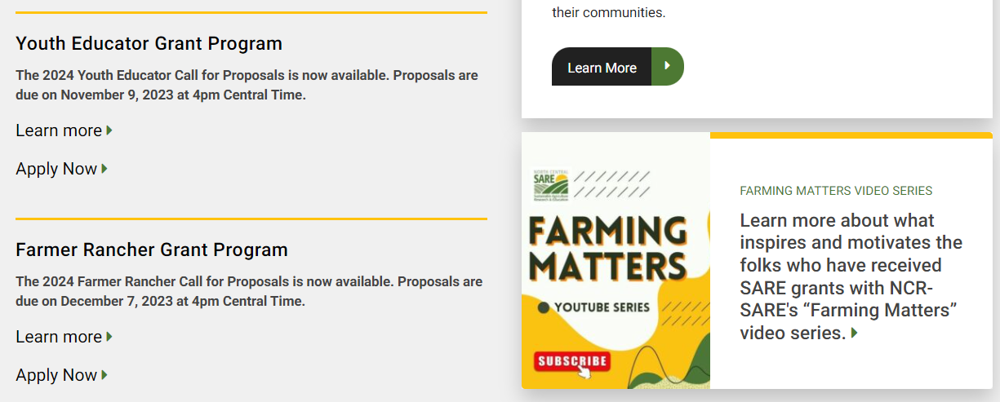 Youth Educator Grant Program
The 2024 Youth Educator Call for Proposals is now available. Proposals are
due on November 9, 2023 at 4pm Central Time.
Learn more
Apply Now
Farmer Rancher Grant Program
The 2024 Farmer Rancher Call for Proposals is now available. Proposals are
due on December 7, 2023 at 4pm Central Time.
Learn more
Apply Now
their communities.
Learn More
NORTH CENTRAL
SARE
Sustainable Agriculture
Research & Education
FARMING
MATTERS
YOUTUBE SERIES
SUBSCRIBE
FARMING MATTERS VIDEO SERIES
Learn more about what
inspires and motivates the
folks who have received
SARE grants with NCR-
SARE's “Farming Matters”
video series.